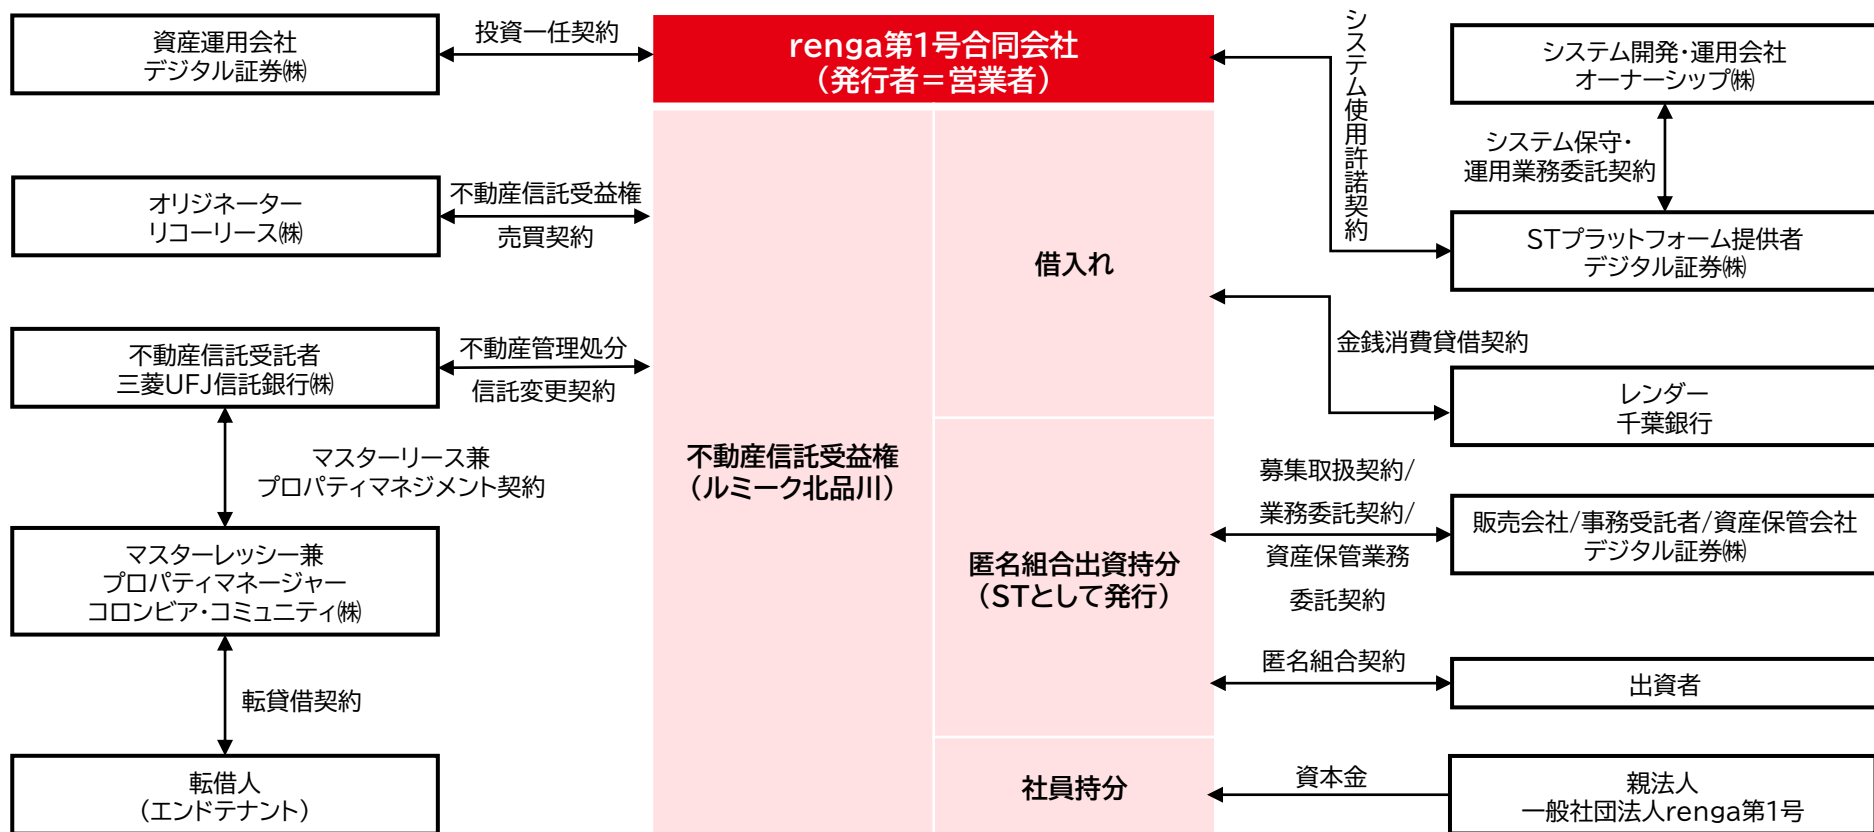 資産運用会社
デジタル証券㈱
投資一任契約
renga第1号合同会社
（発行者＝営業者）
システム使用許諾契約
システム開発・運用会社
オーナーシップ㈱
システム保守・
運用業務委託契約
オリジネーター
リコーリース㈱
不動産信託受益権
売買契約
借入れ
STプラットフォーム提供者
デジタル証券㈱
不動産信託受託者
三菱UFJ信託銀行㈱
不動産管理処分
信託変更契約
金銭消費貸借契約
レンダー
千葉銀行
マスターリース兼
プロパティマネジメント契約
不動産信託受益権
（ルミーク北品川）
募集取扱契約/
業務委託契約/
資産保管業務
委託契約
販売会社/事務受託者/資産保管会社
デジタル証券㈱
マスターレッシー兼
プロパティマネージャー
コロンビア・コミュニティ㈱
匿名組合出資持分
（STとして発行）
匿名組合契約
出資者
転貸借契約
転借人
（エンドテナント）
社員持分
資本金
親法人
一般社団法人renga第1号